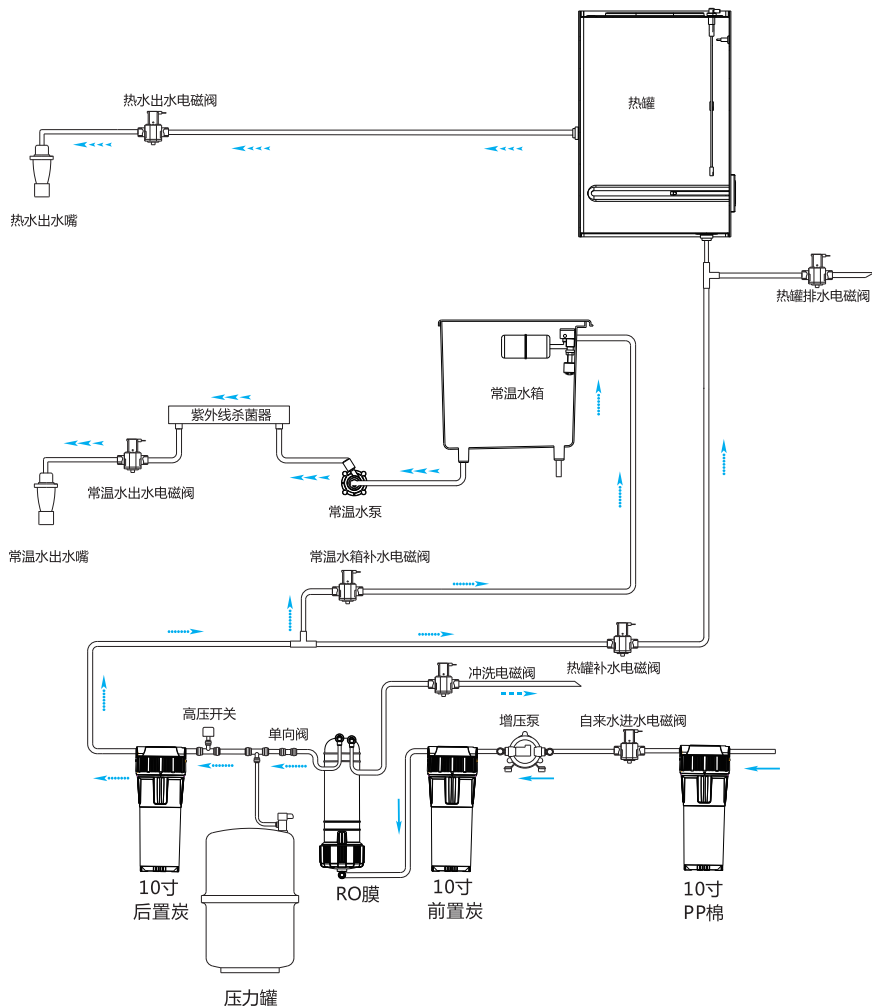 热水出水电磁阀
热罐
热水出水嘴
热罐排水电磁阀
常温水箱
紫外线杀菌器
常温水出水电磁阀
常温水泵
常温水出水嘴
常温水箱补水电磁阀
热罐补水电磁阀
冲洗电磁阀
高压开关
单向阀
增压泵
自来水进水电磁阀
10寸
后置炭
RO膜
10寸
前置炭
10寸
PP棉
压力罐